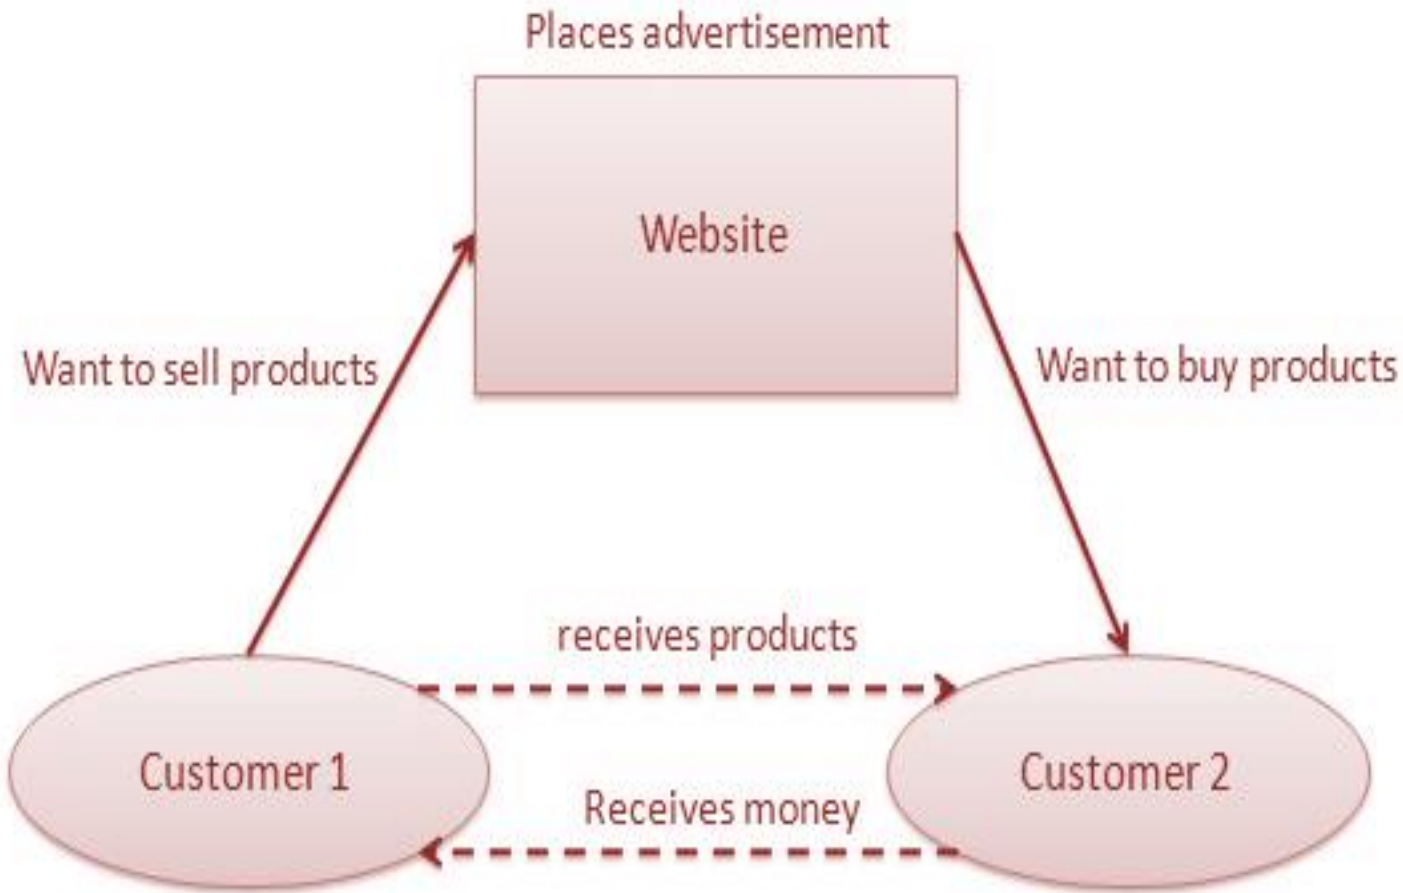 Places advertisement
Website
Want to sell products
Want to buy products
receives products
Customer 1
Customer 2
Receives money